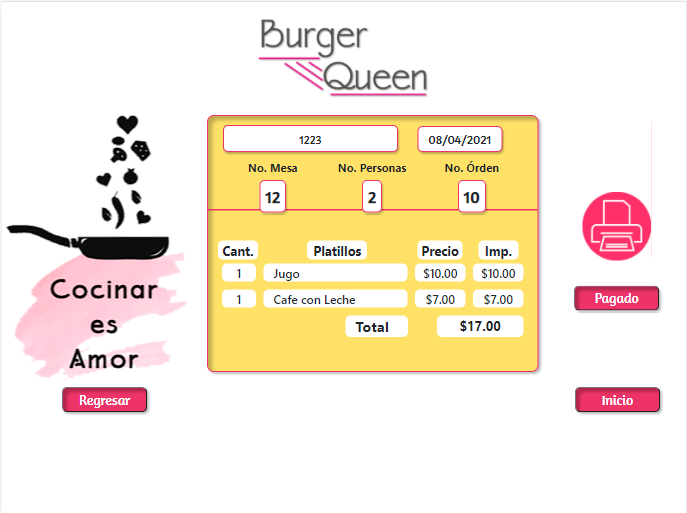 Burger
Queen
1223 08/04/2021
No. Mesa No. Personas No. Órden
12 2 10
Cant. Platillos Precio Imp.
1 Jugo $10.00 $10.00
1 Cafe con Leche $7.00 $7.00
Total $17.00
Cocinar
es
Amor
Pagado
Regresar
Inicio